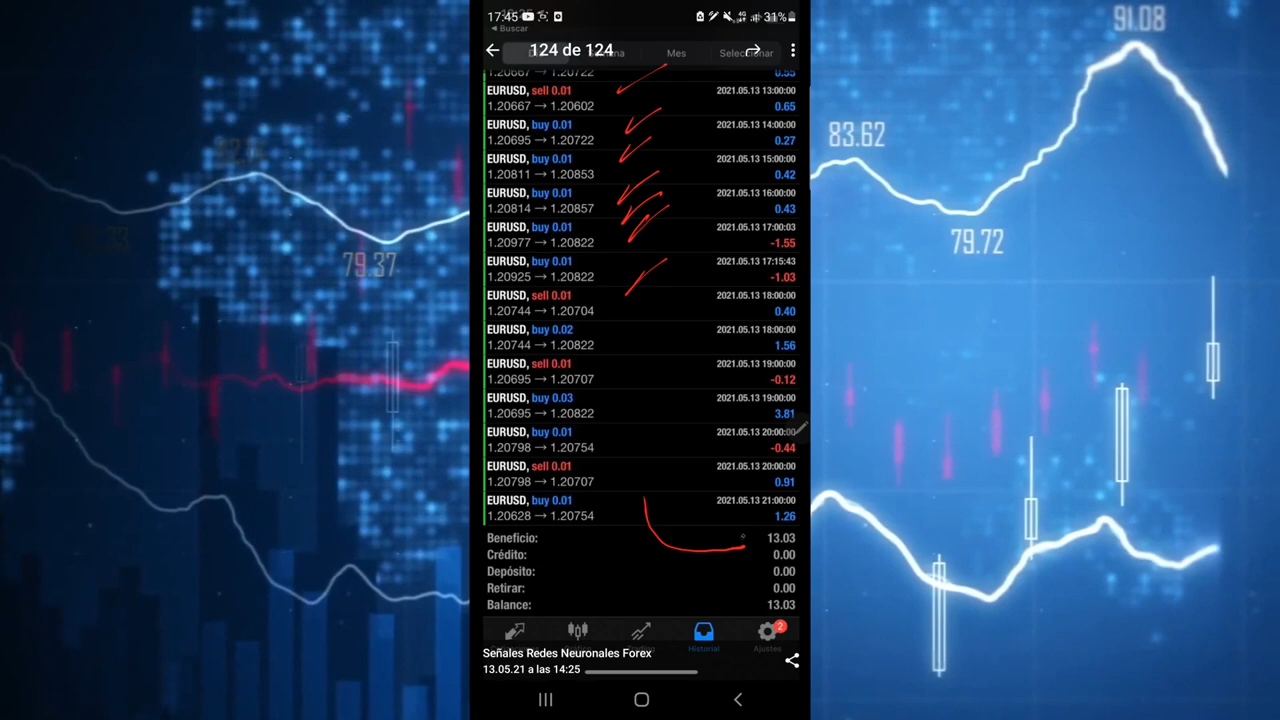 17:45 31%
Buscar
124 de 124
Mes Seleccionar
1.20667 → 1.20722 0.55
EURUSD, sell 0.01 2021.05.13 13:00:00
1.20667 → 1.20602 0.65
EURUSD, buy 0.01 2021.05.13 14:00:00
1.20695 → 1.20722 0.27
EURUSD, buy 0.01 2021.05.13 15:00:00
1.20811 → 1.20853 0.42
EURUSD, buy 0.01 2021.05.13 16:00:00
1.20814 → 1.20857 0.43
EURUSD, buy 0.01 2021.05.13 17:00:03
1.20977 → 1.20822 -1.55
EURUSD, buy 0.01 2021.05.13 17:15:43
1.20925 → 1.20822 -1.03
EURUSD, sell 0.01 2021.05.13 18:00:00
1.20744 → 1.20704 0.40
EURUSD, buy 0.02 2021.05.13 18:00:00
1.20744 → 1.20822 1.56
EURUSD, sell 0.01 2021.05.13 19:00:00
1.20695 → 1.20707 -0.12
EURUSD, buy 0.03 2021.05.13 19:00:00
1.20695 → 1.20822 3.81
EURUSD, buy 0.01 2021.05.13 20:00:00
1.20798 → 1.20754 -0.44
EURUSD, sell 0.01 2021.05.13 20:00:00
1.20798 → 1.20707 0.91
EURUSD, buy 0.01 2021.05.13 21:00:00
1.20628 → 1.20754 1.26
Beneficio: 13.03
Crédito: 0.00
Depósito: 0.00
Retirar: 0.00
Balance: 13.03
2
Historial Ajustes
Señales Redes Neuronales Forex
13.05.21 a las 14:25
79.37
91.08
83.62
79.72